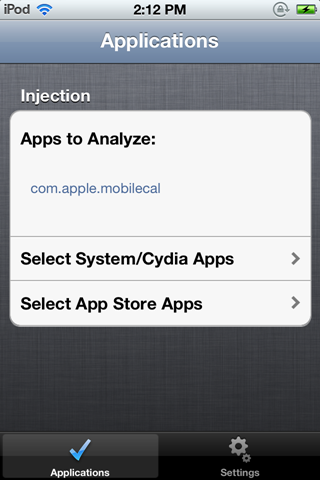 iPod 2:12 PM
Applications
Injection
Apps to Analyze:
com.apple.mobilecal
Select System/Cydia Apps
Select App Store Apps
Applications Settings